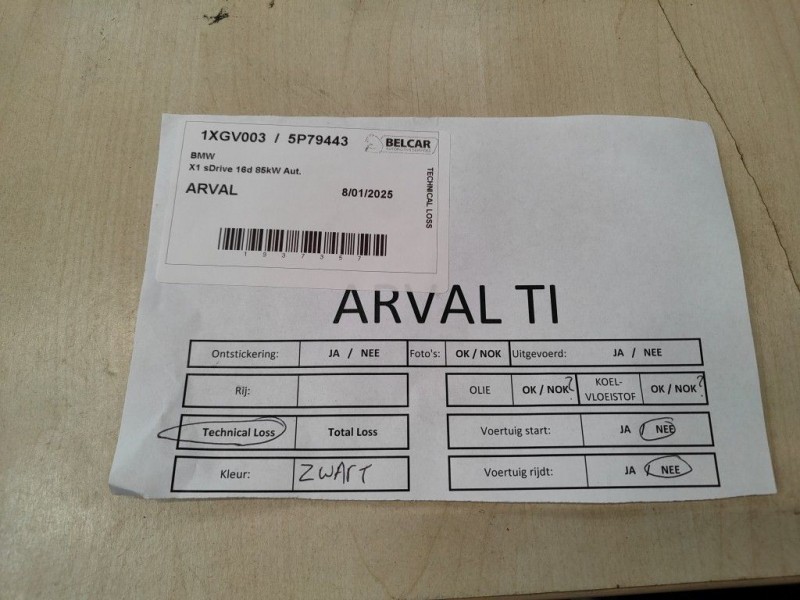 1XGV003 / 5P79443 BELCAR
BMW
X1 sDrive 16d 85kW Aut.
ARVAL 8/01/2025
TECHNICAL LOSS
1937357
ARVAL TI
Ontstickering: JA / NEE Foto's: OK / NOK Uitgevoerd: JA / NEE
Rij: OLIE OK / NOK? KOEL-VLOEISTOF OK / NOK?
Technical Loss Total Loss Voertuig start: JA / NEE
Kleur: ZWART Voertuig rijdt: JA / NEE